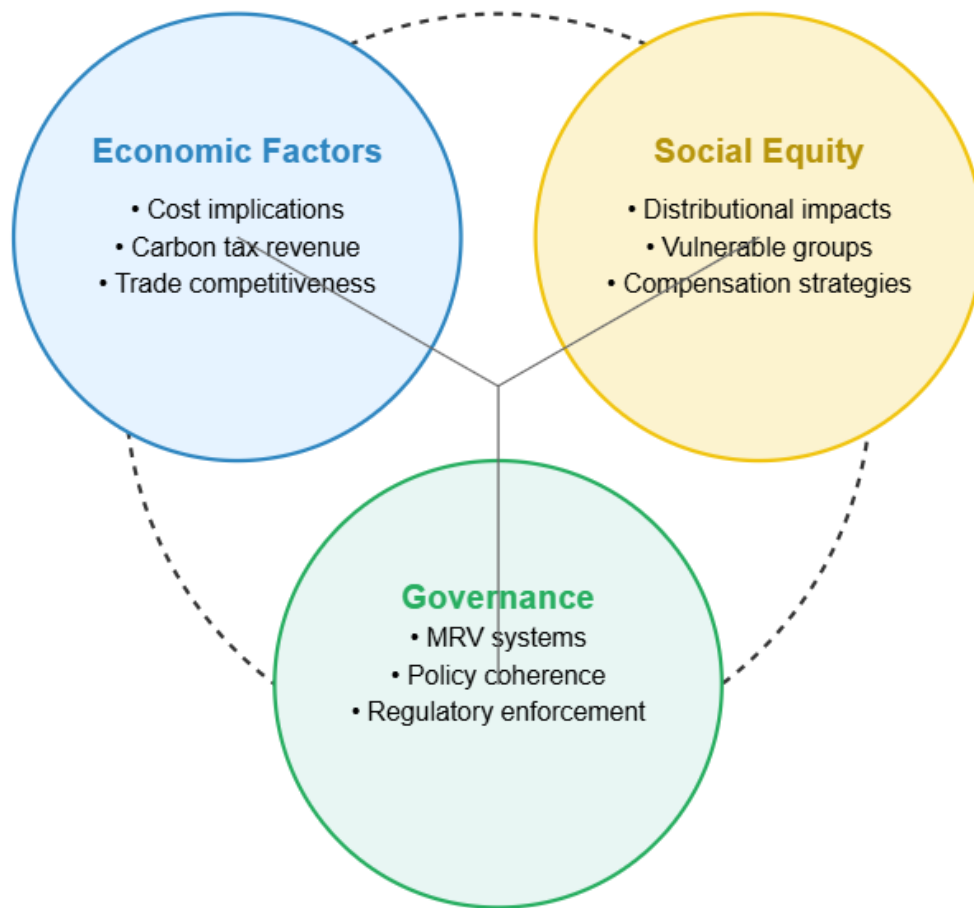 Economic Factors
• Cost implications
• Carbon tax revenue
• Trade competitiveness
Social Equity
• Distributional impacts
• Vulnerable groups
• Compensation strategies
Governance
• MRV systems
• Policy coherence
• Regulatory enforcement